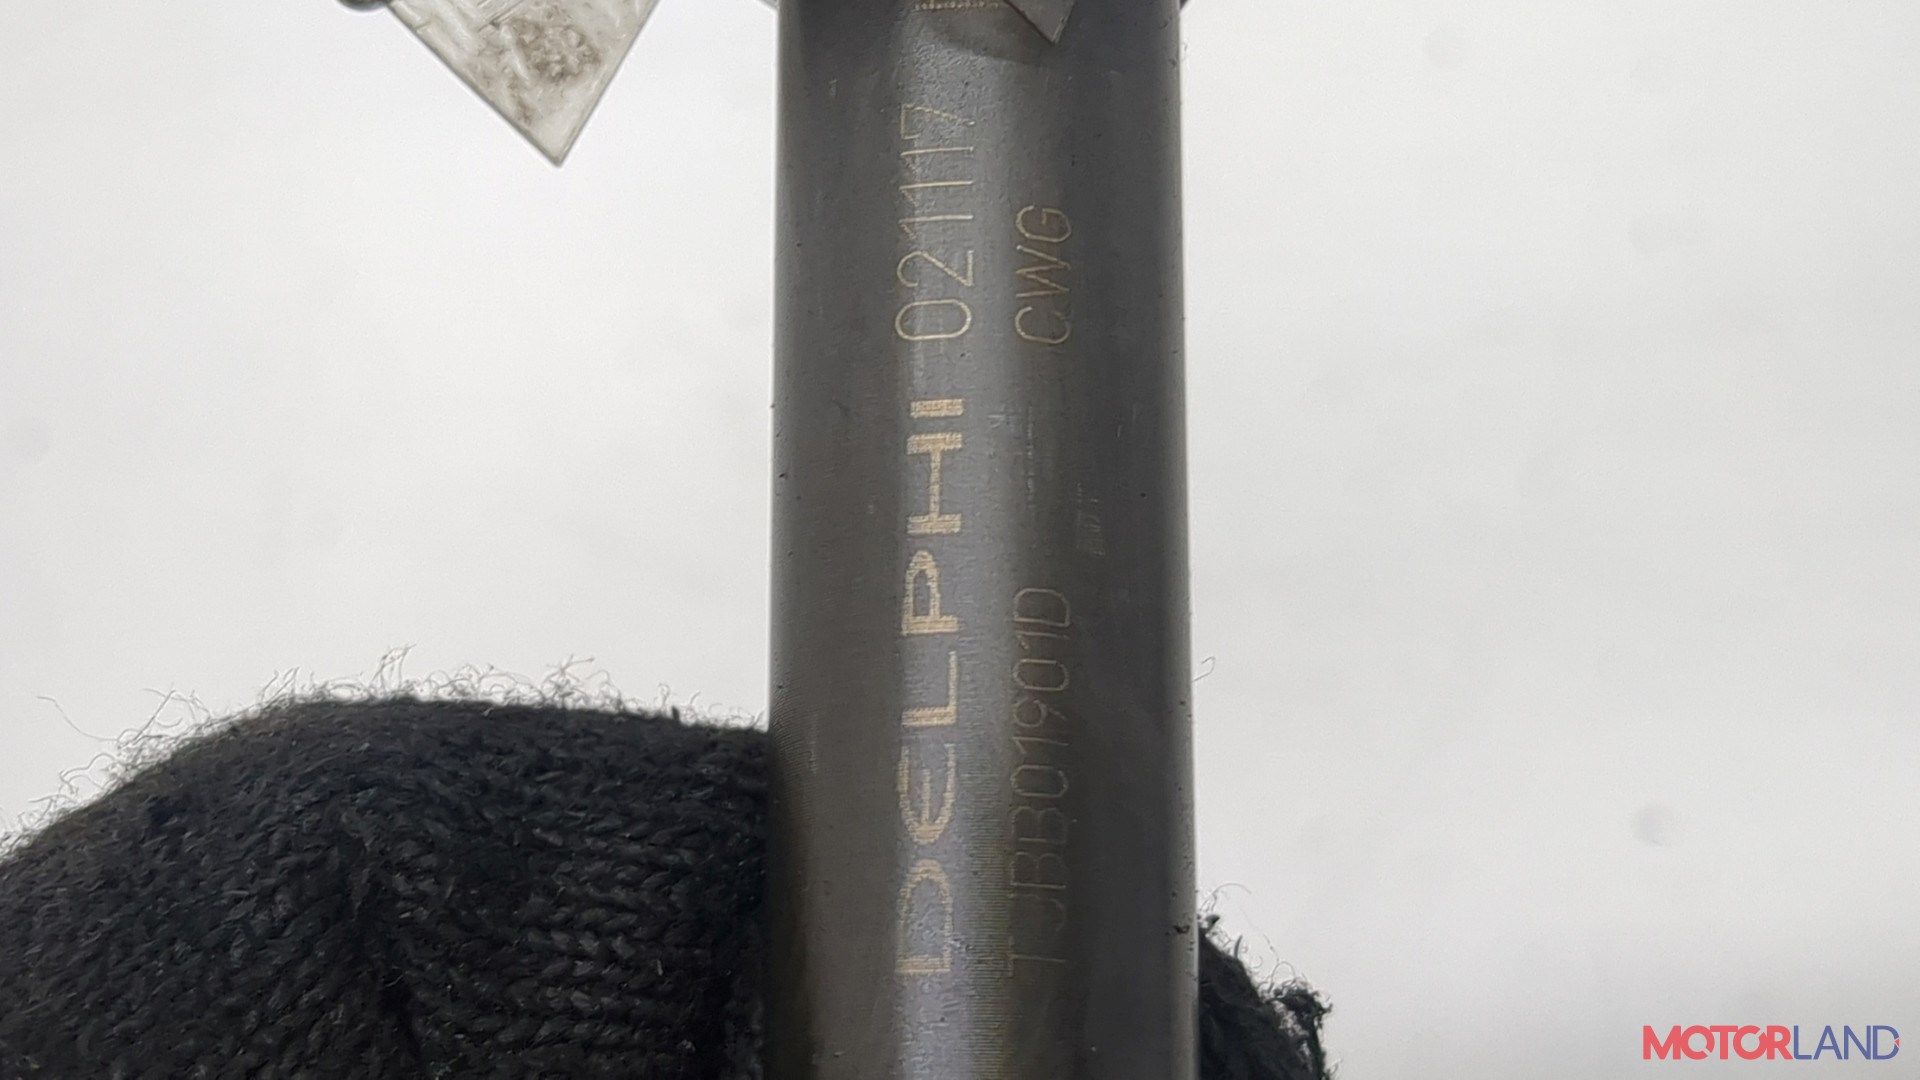 DELPHI 021117
TJBB01901D CWG
MOTORLAND